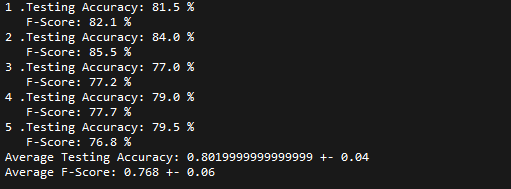 1 .Testing Accuracy: 81.5 %
F-Score: 82.1 %
2 .Testing Accuracy: 84.0 %
F-Score: 85.5 %
3 .Testing Accuracy: 77.0 %
F-Score: 77.2 %
4 .Testing Accuracy: 79.0 %
F-Score: 77.7 %
5 .Testing Accuracy: 79.5 %
F-Score: 76.8 %
Average Testing Accuracy: 0.8019999999999999 +- 0.04
Average F-Score: 0.768 +- 0.06